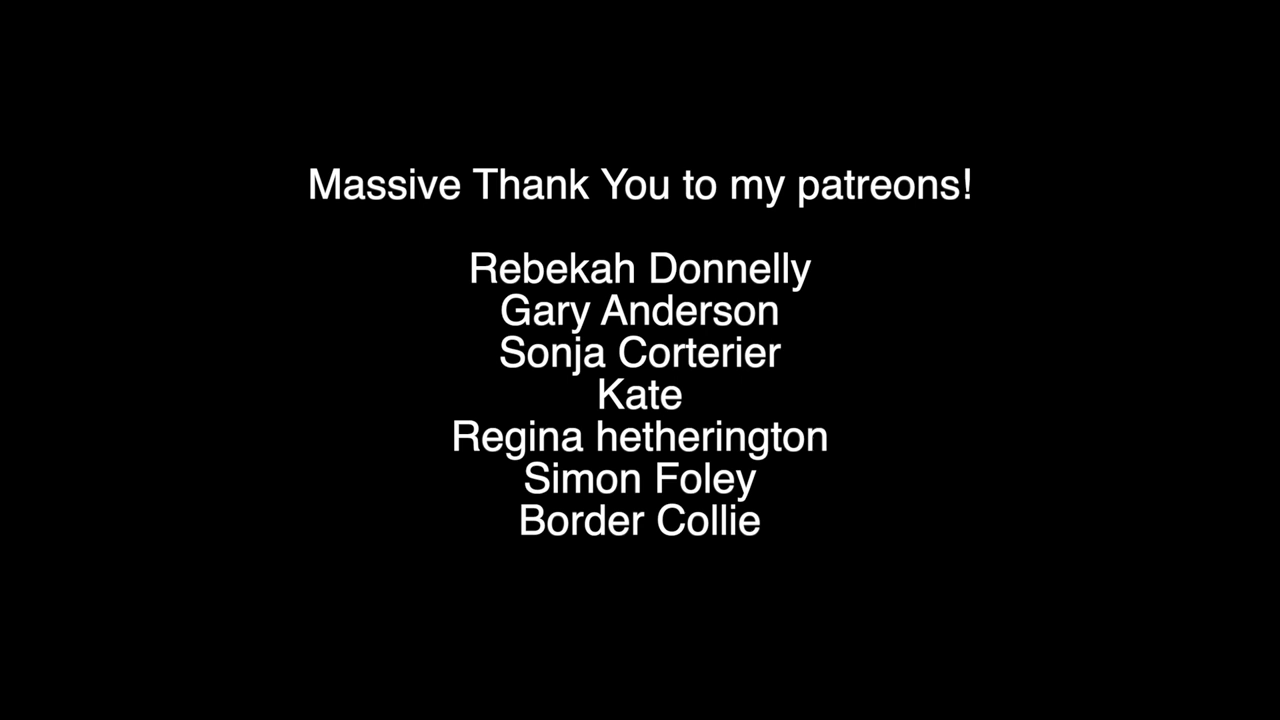 Massive Thank You to my patreons!
Rebekah Donnelly
Gary Anderson
Sonja Corterier
Kate
Regina hetherington
Simon Foley
Border Collie